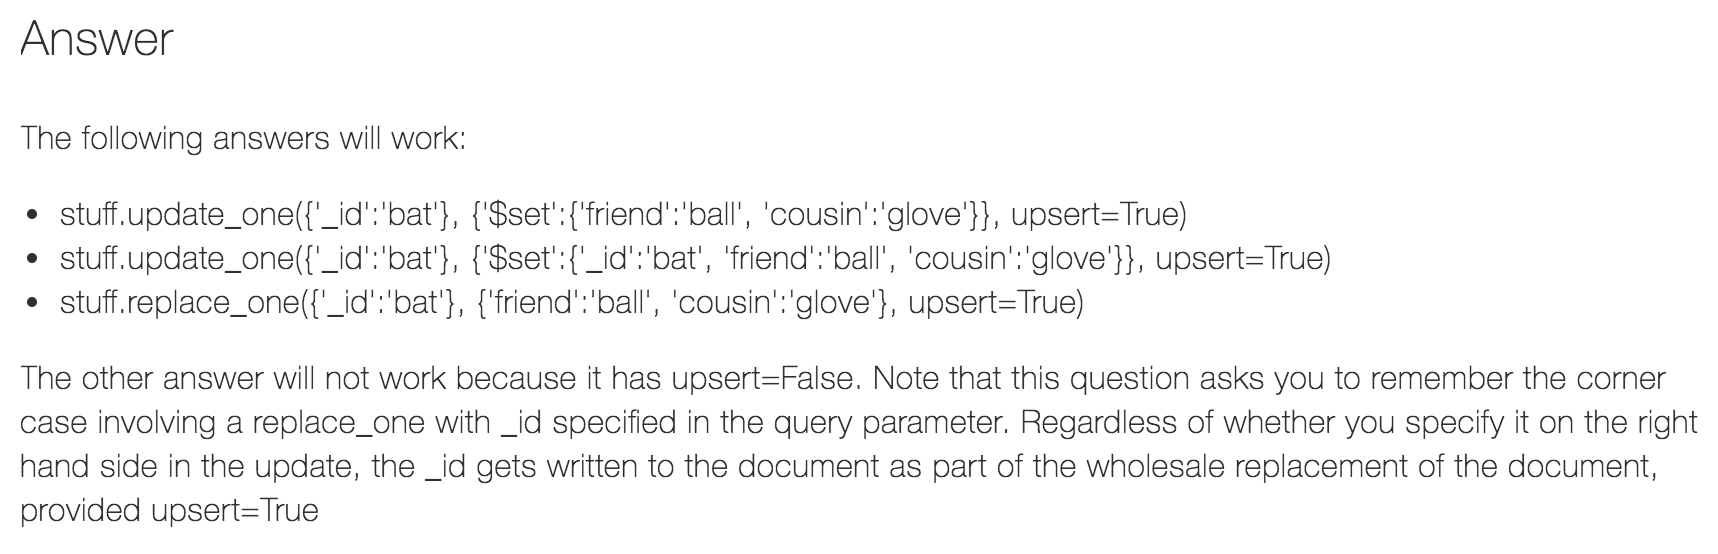 Answer
The following answers will work:
• stuff.update_one({'_id':'bat'}, {'$set':{'friend':'ball', 'cousin':'glove'}}, upsert=True)
• stuff.update_one({'_id':'bat'}, {'$set':{'_id':'bat', 'friend':'ball', 'cousin':'glove'}}, upsert=True)
• stuff.replace_one({'_id':'bat'}, {'friend':'ball', 'cousin':'glove'}, upsert=True)
The other answer will not work because it has upsert=False. Note that this question asks you to remember the corner
case involving a replace_one with _id specified in the query parameter. Regardless of whether you specify it on the right
hand side in the update, the _id gets written to the document as part of the wholesale replacement of the document,
provided upsert=True